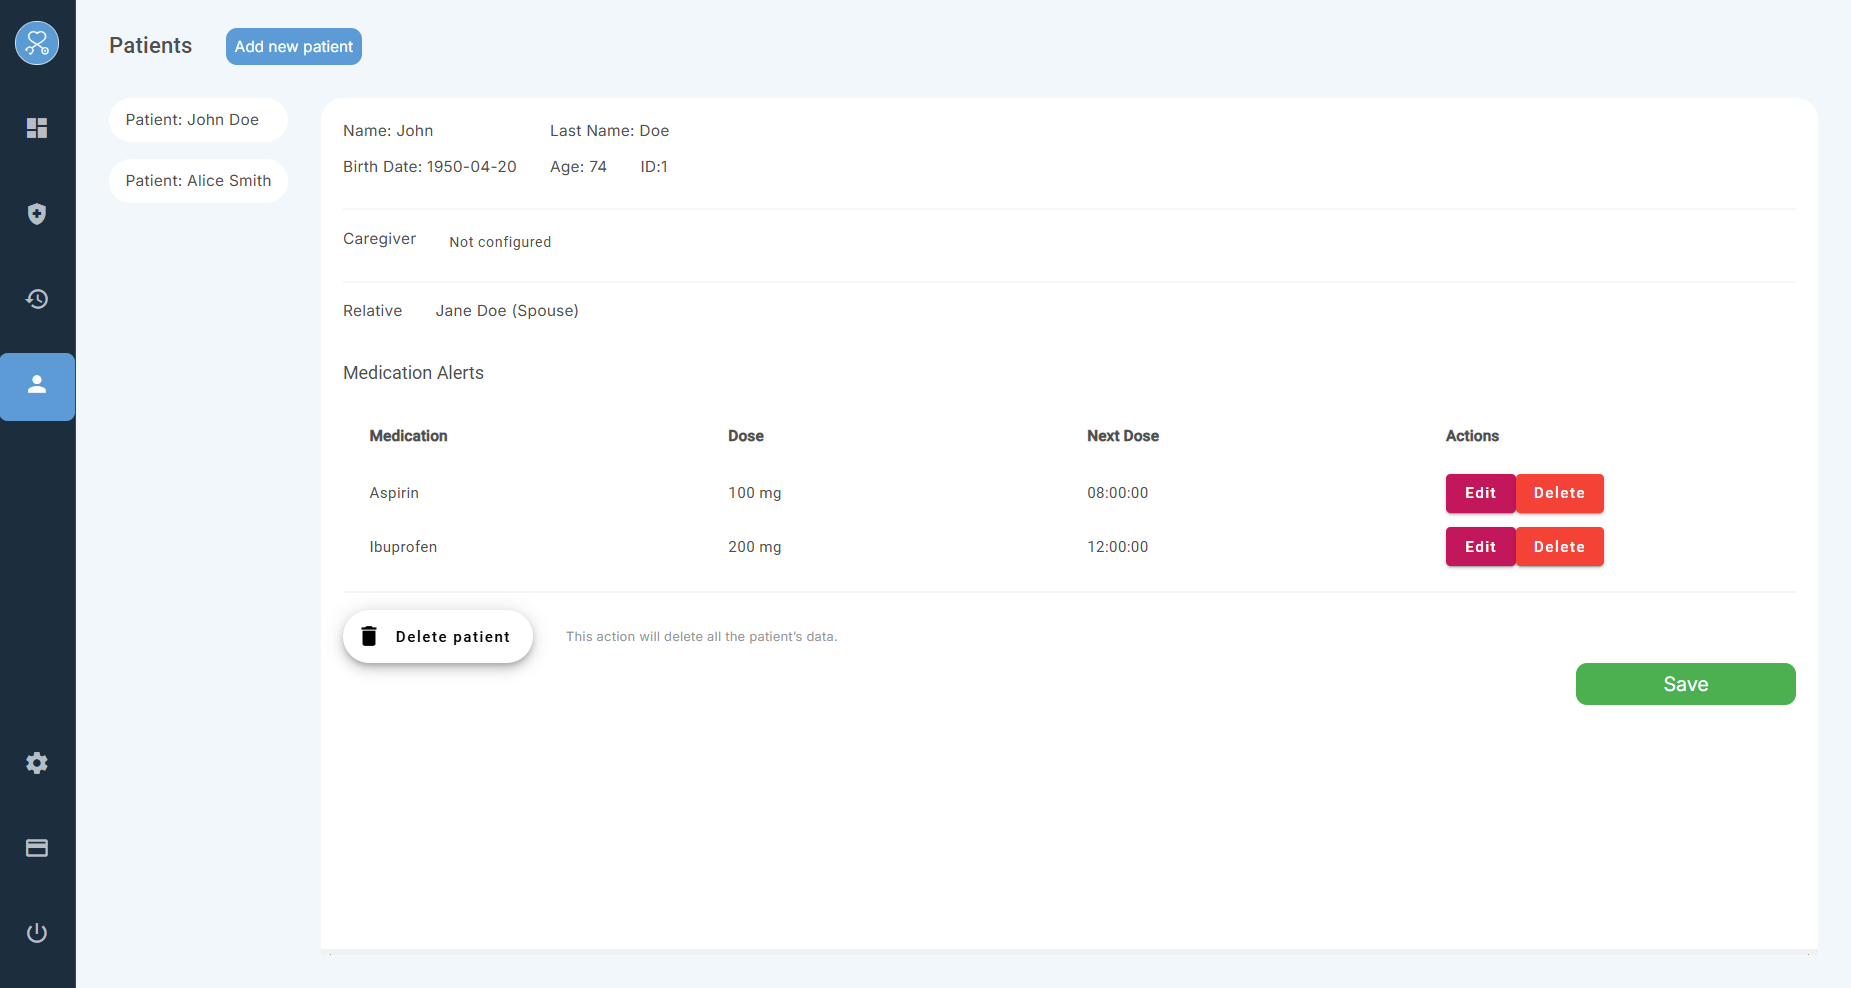 Patients
Add new patient
Patient: John Doe
Patient: Alice Smith
Name: John Last Name: Doe
Birth Date: 1950-04-20 Age: 74 ID:1
Caregiver Not configured
Relative Jane Doe (Spouse)
Medication Alerts
Medication Dose Next Dose Actions
Aspirin 100 mg 08:00:00 Edit Delete
Ibuprofen 200 mg 12:00:00 Edit Delete
Delete patient This action will delete all the patient's data.
Save